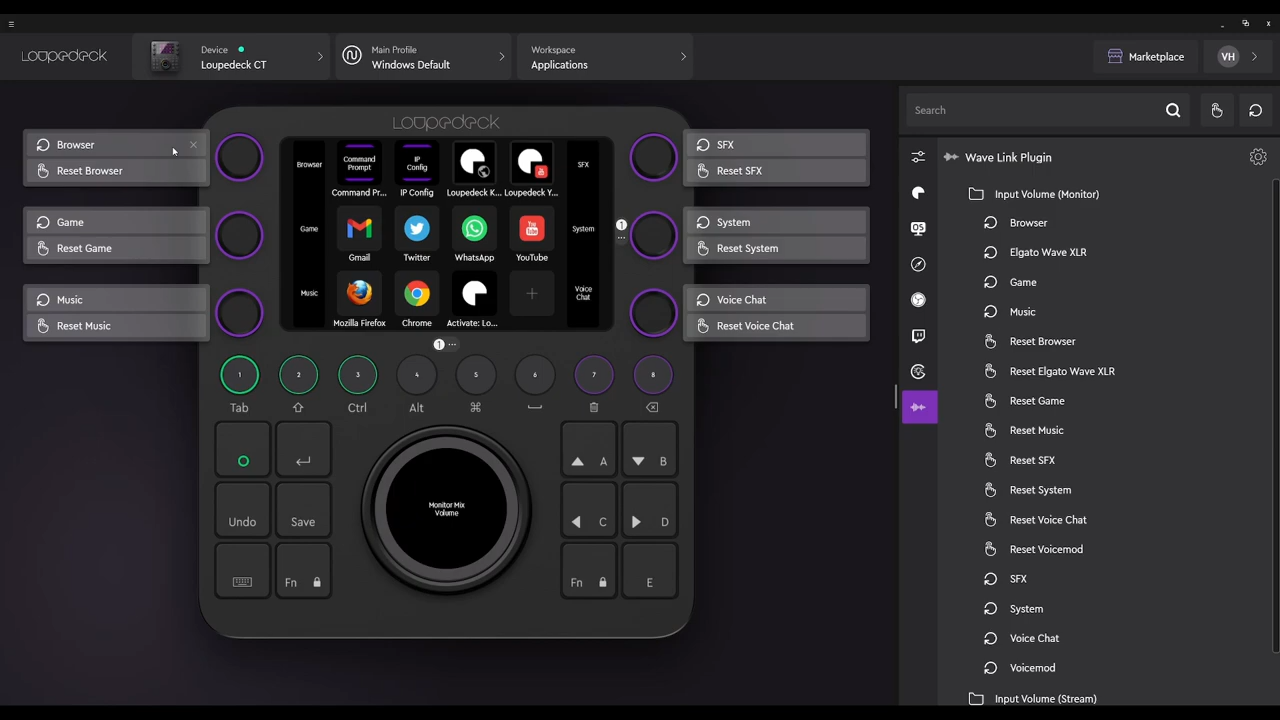 Loupedeck
Device
Loupedeck CT
Main Profile
Windows Default
Workspace
Applications
Marketplace
VH
Browser
Reset Browser
Game
Reset Game
Music
Reset Music
Loupedeck
Browser
Game
Music
Command
Prompt
Command Pr...
IP
Config
IP Config
Loupedeck K...
Loupedeck Y...
Gmail
Twitter
WhatsApp
YouTube
Mozilla Firefox
Chrome
Activate: Lo...
SFX
System
Voice
Chat
1
...
1
...
SFX
Reset SFX
System
Reset System
Voice Chat
Reset Voice Chat
1 2 3 4 5 6 7 8
Tab Ctrl Alt ⌘
Undo Save
Fn
Monitor Mix
Volume
A B
C D
Fn E
Search
Wave Link Plugin
Input Volume (Monitor)
Browser
Elgato Wave XLR
Game
Music
Reset Browser
Reset Elgato Wave XLR
Reset Game
Reset Music
Reset SFX
Reset System
Reset Voice Chat
Reset Voicemod
SFX
System
Voice Chat
Voicemod
Input Volume (Stream)